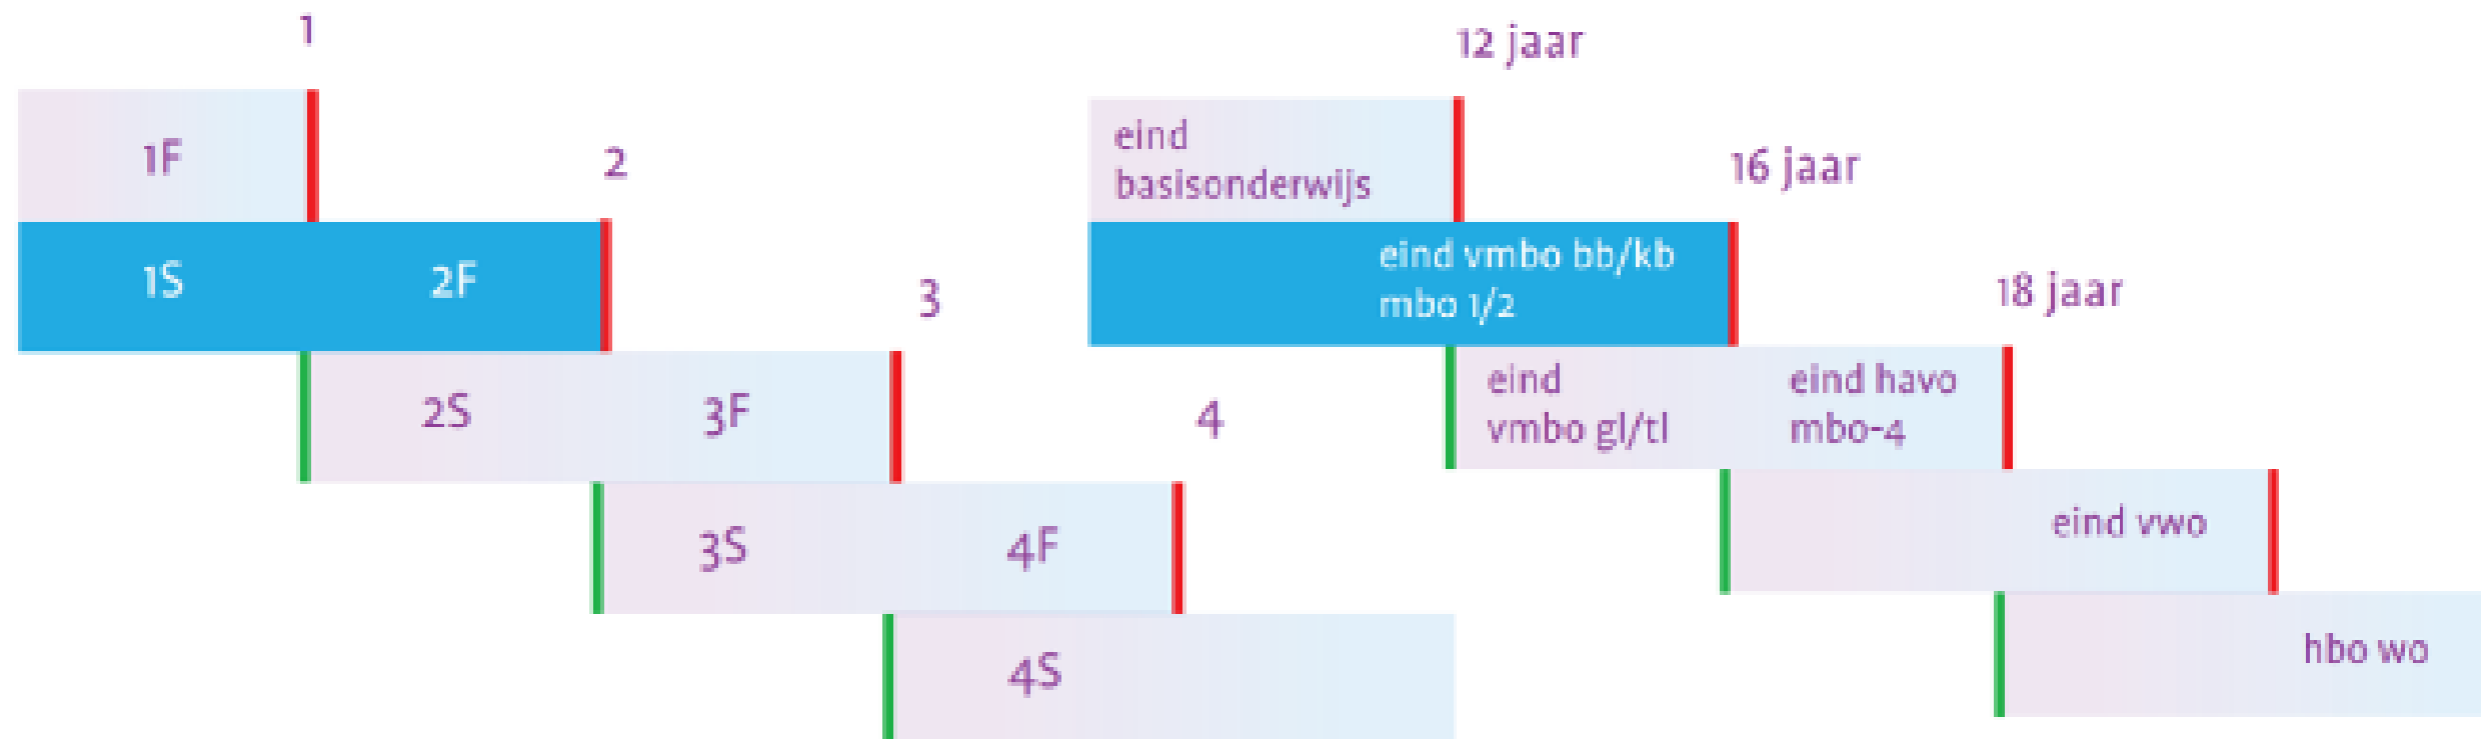 1
1F
2
1S 2F
3
2S 3F
4
3S 4F
4S
12 jaar
eind
basisonderwijs
16 jaar
eind vmbo bb/kb
mbo 1/2
18 jaar
eind
vmbo gl/tl
eind havo
mbo-4
eind vwo
hbo wo